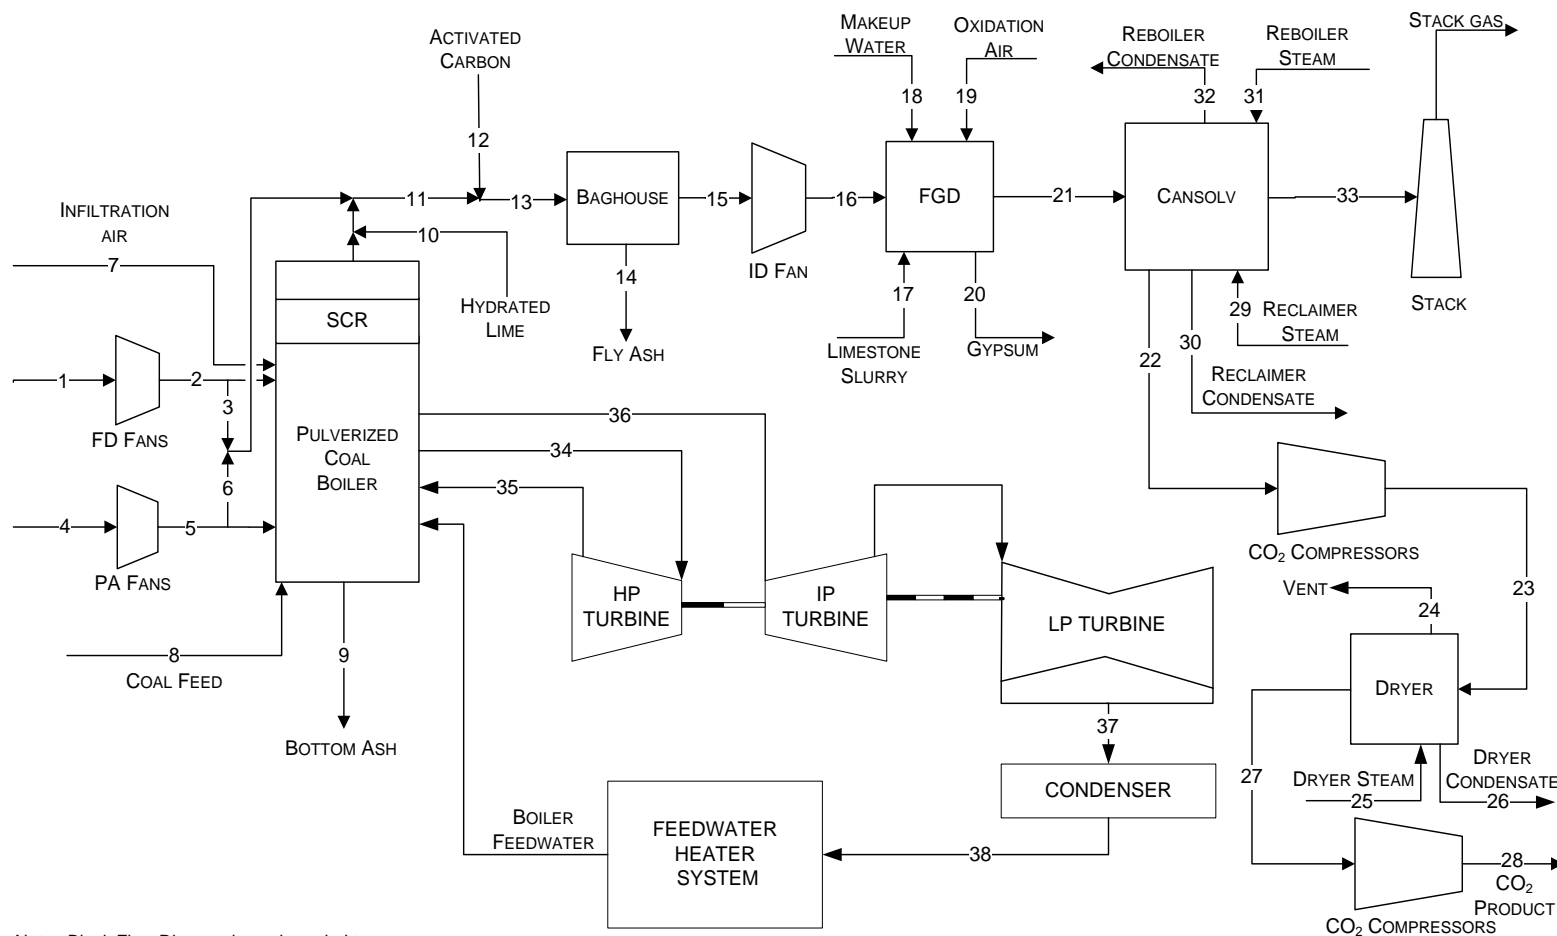 STACK GAS
MAKEUP
WATER
OXIDATION
AIR
REBOILER
CONDENSATE
REBOILER
STEAM
ACTIVATED
CARBON
18
19
32
31
12
BAGHOUSE
ID FAN
FGD
CANSOLV
STACK
11
13
15
16
21
33
INFILTRATION
AIR
7
10
HYDRATED
LIME
14
FLY ASH
17
LIMESTONE
SLURRY
20
GYPSUM
29
RECLAIMER
STEAM
22
30
RECLAIMER
CONDENSATE
SCR
1
2
3
FD FANS
6
4
5
PA FANS
PULVERIZED
COAL
BOILER
36
34
35
CO2 COMPRESSORS
23
HP
TURBINE
IP
TURBINE
LP TURBINE
VENT
24
DRYER
8
COAL FEED
9
BOTTOM ASH
37
CONDENSER
27
DRYER STEAM
25
DRYER
CONDENSATE
26
BOILER
FEEDWATER
FEEDWATER
HEATER
SYSTEM
38
28
CO2
PRODUCT
CO2 COMPRESSORS